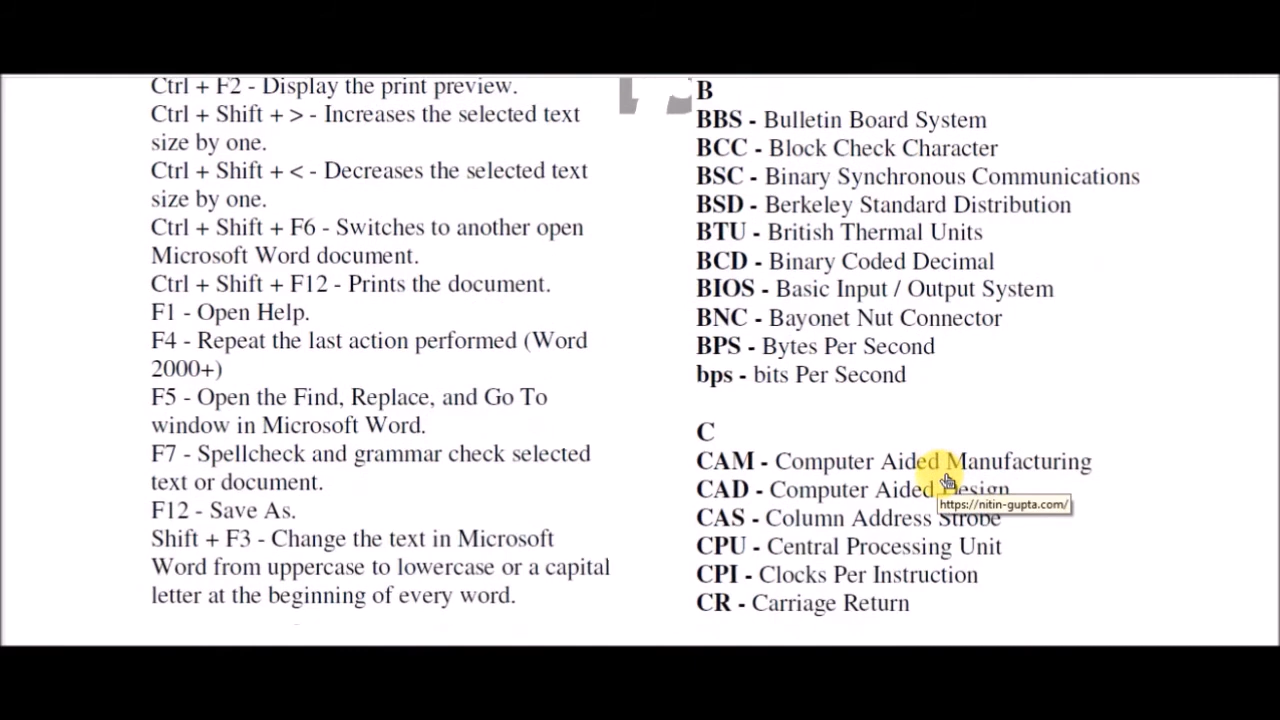 Ctrl + F2 - Display the print preview.
Ctrl + Shift + > - Increases the selected text
size by one.
Ctrl + Shift + < - Decreases the selected text
size by one.
Ctrl + Shift + F6 - Switches to another open
Microsoft Word document.
Ctrl + Shift + F12 - Prints the document.
F1 - Open Help.
F4 - Repeat the last action performed (Word
2000+)
F5 - Open the Find, Replace, and Go To
window in Microsoft Word.
F7 - Spellcheck and grammar check selected
text or document.
F12 - Save As.
Shift + F3 - Change the text in Microsoft
Word from uppercase to lowercase or a capital
letter at the beginning of every word.
B
BBS - Bulletin Board System
BCC - Block Check Character
BSC - Binary Synchronous Communications
BSD - Berkeley Standard Distribution
BTU - British Thermal Units
BCD - Binary Coded Decimal
BIOS - Basic Input / Output System
BNC - Bayonet Nut Connector
BPS - Bytes Per Second
bps - bits Per Second
C
CAM - Computer Aided Manufacturing
CAD - Computer Aided Design
https://nitin-gupta.com/
CAS - Column Address Strobe
CPU - Central Processing Unit
CPI - Clocks Per Instruction
CR - Carriage Return